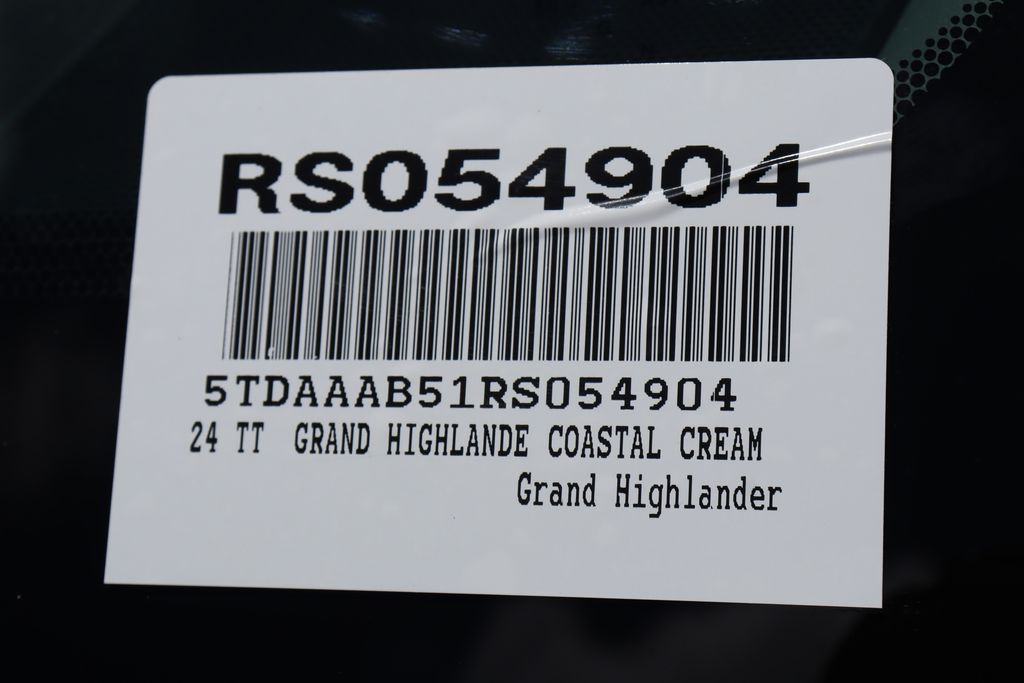 RS054904
5TDAAAB51RS054904
24 TT GRAND HIGHLANDE COASTAL CREAM
Grand Highlander